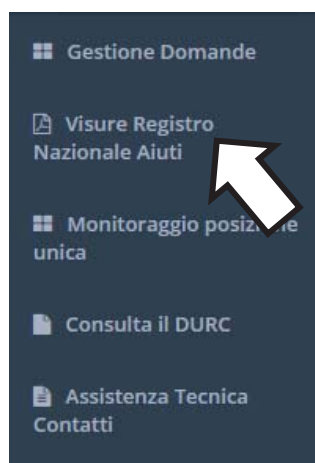 Gestione Domande
Visure Registro
Nazionale Aiuti
Monitoraggio
unica
Consulta il DURC
Assistenza Tecnica
Contatti